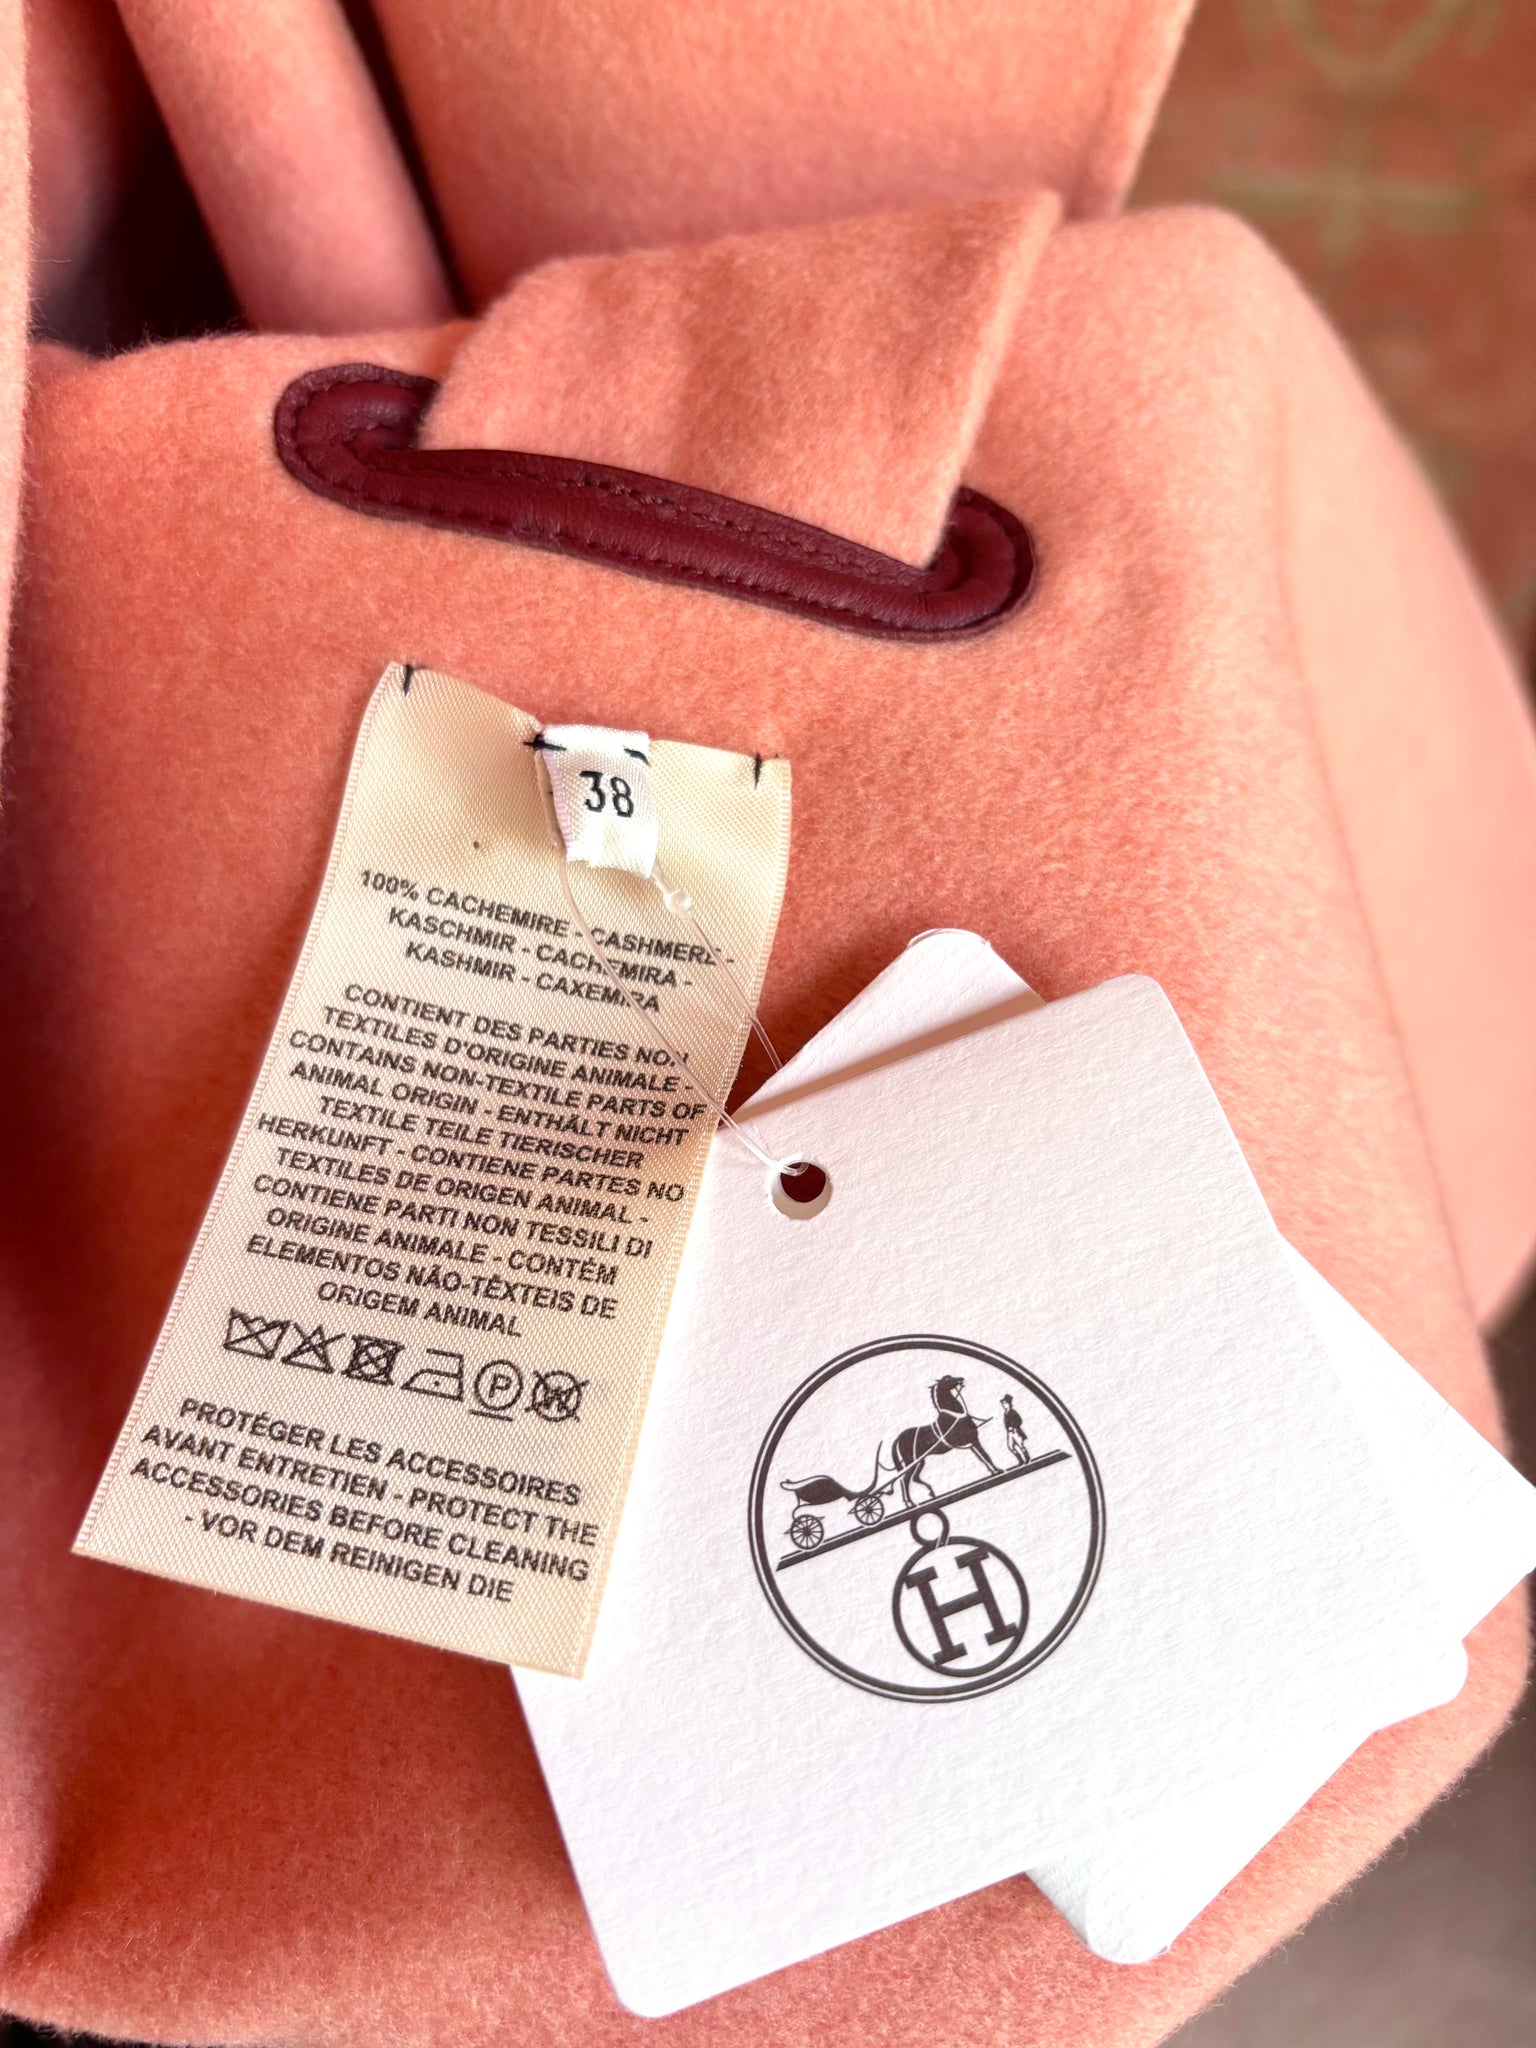 38
100% CACHEMIRE - CASHMERE -
KASCHMIR - CACHEMIRA -
KASHMIR - CAXEMIRA
CONTIENT DES PARTIES NON
TEXTILES D'ORIGINE ANIMALE -
CONTAINS NON-TEXTILE PARTS OF
ANIMAL ORIGIN - ENTHÄLT NICHT
TEXTILE TEILE TIERISCHER
HERKUNFT - CONTIENE PARTES NO
TEXTILES DE ORIGEN ANIMAL -
CONTIENE PARTI NON TESSILI DI
ORIGINE ANIMALE - CONTÉM
ELEMENTOS NÃO-TÊXTEIS DE
ORIGEM ANIMAL
P
W
PROTÉGER LES ACCESSOIRES
AVANT ENTRETIEN - PROTECT THE
ACCESSORIES BEFORE CLEANING
- VOR DEM REINIGEN DIE
H